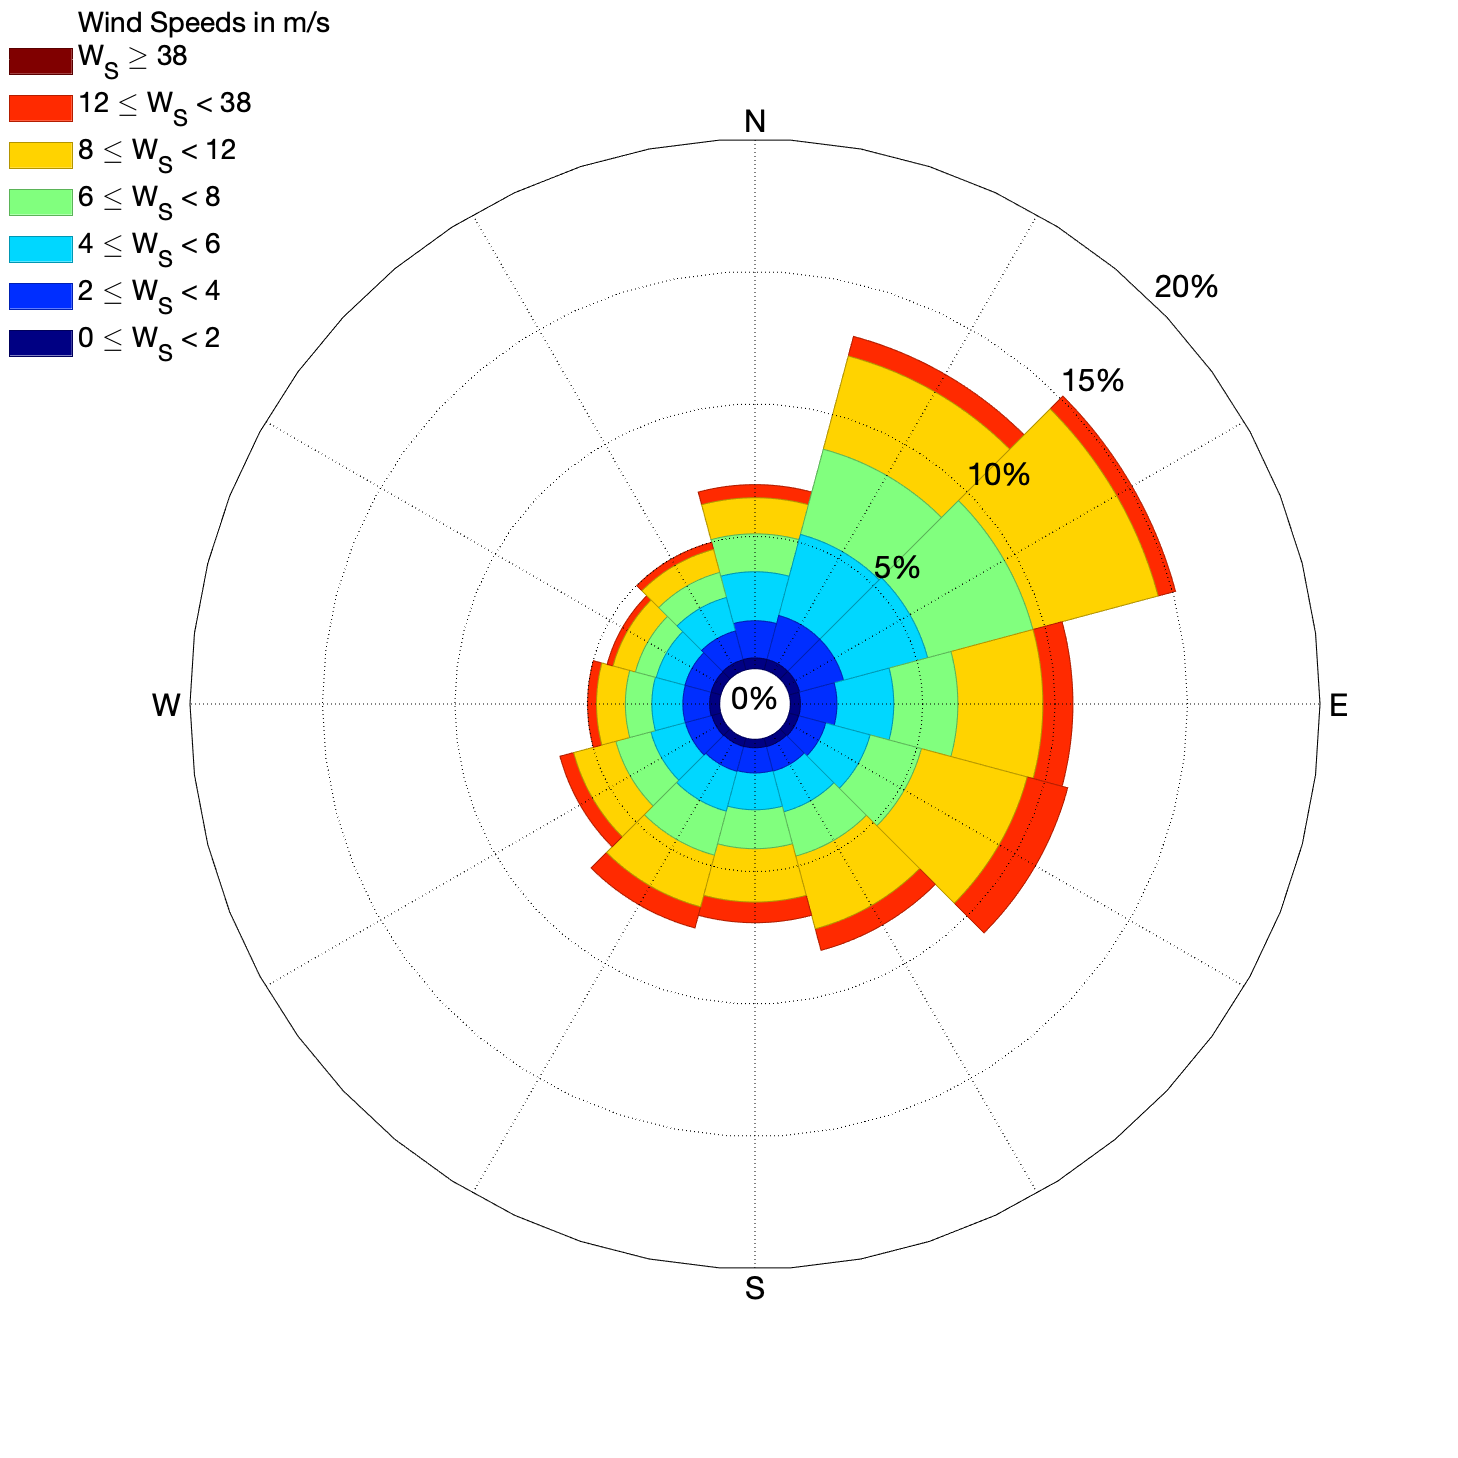 Wind Speeds in m/s
W_S ≥ 38
12 ≤ W_S < 38
8 ≤ W_S < 12
6 ≤ W_S < 8
4 ≤ W_S < 6
2 ≤ W_S < 4
0 ≤ W_S < 2
N
20%
15%
10%
5%
0%
W
E
S